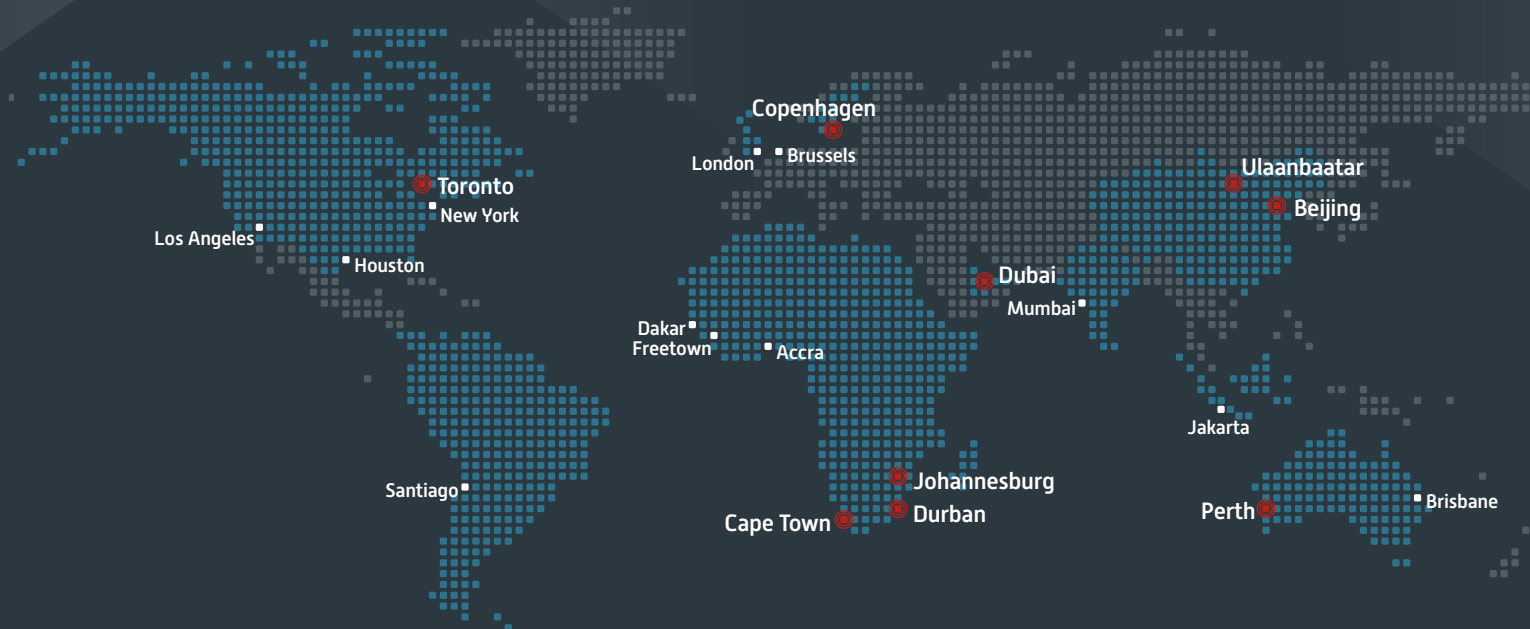 Copenhagen
London
Brussels
Ulaanbaatar
Toronto
New York
Beijing
Los Angeles
Houston
Dubai
Mumbai
Dakar
Freetown
Accra
Jakarta
Santiago
Johannesburg
Brisbane
Perth
Durban
Cape Town